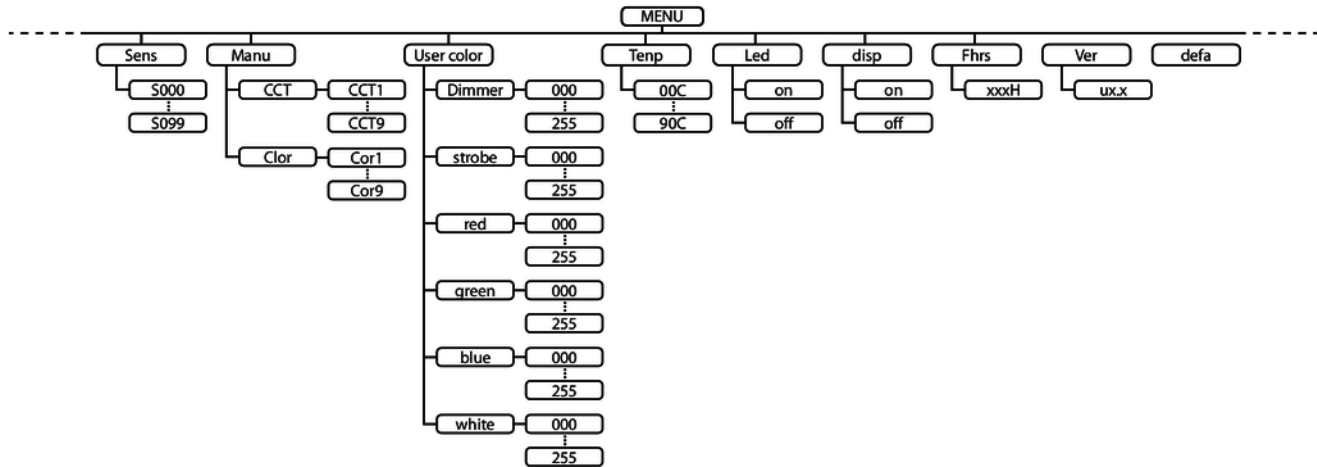 MENU
Sens Manu User color Tenp Led disp Fhrs Ver defa
S000 CCT CCT1 Dimmer 000 00C on on xxxH ux.x
S099 CCT9 255 90C off off
Clor Cor1 strobe 000
Cor9 255
red 000
255
green 000
255
blue 000
255
white 000
255